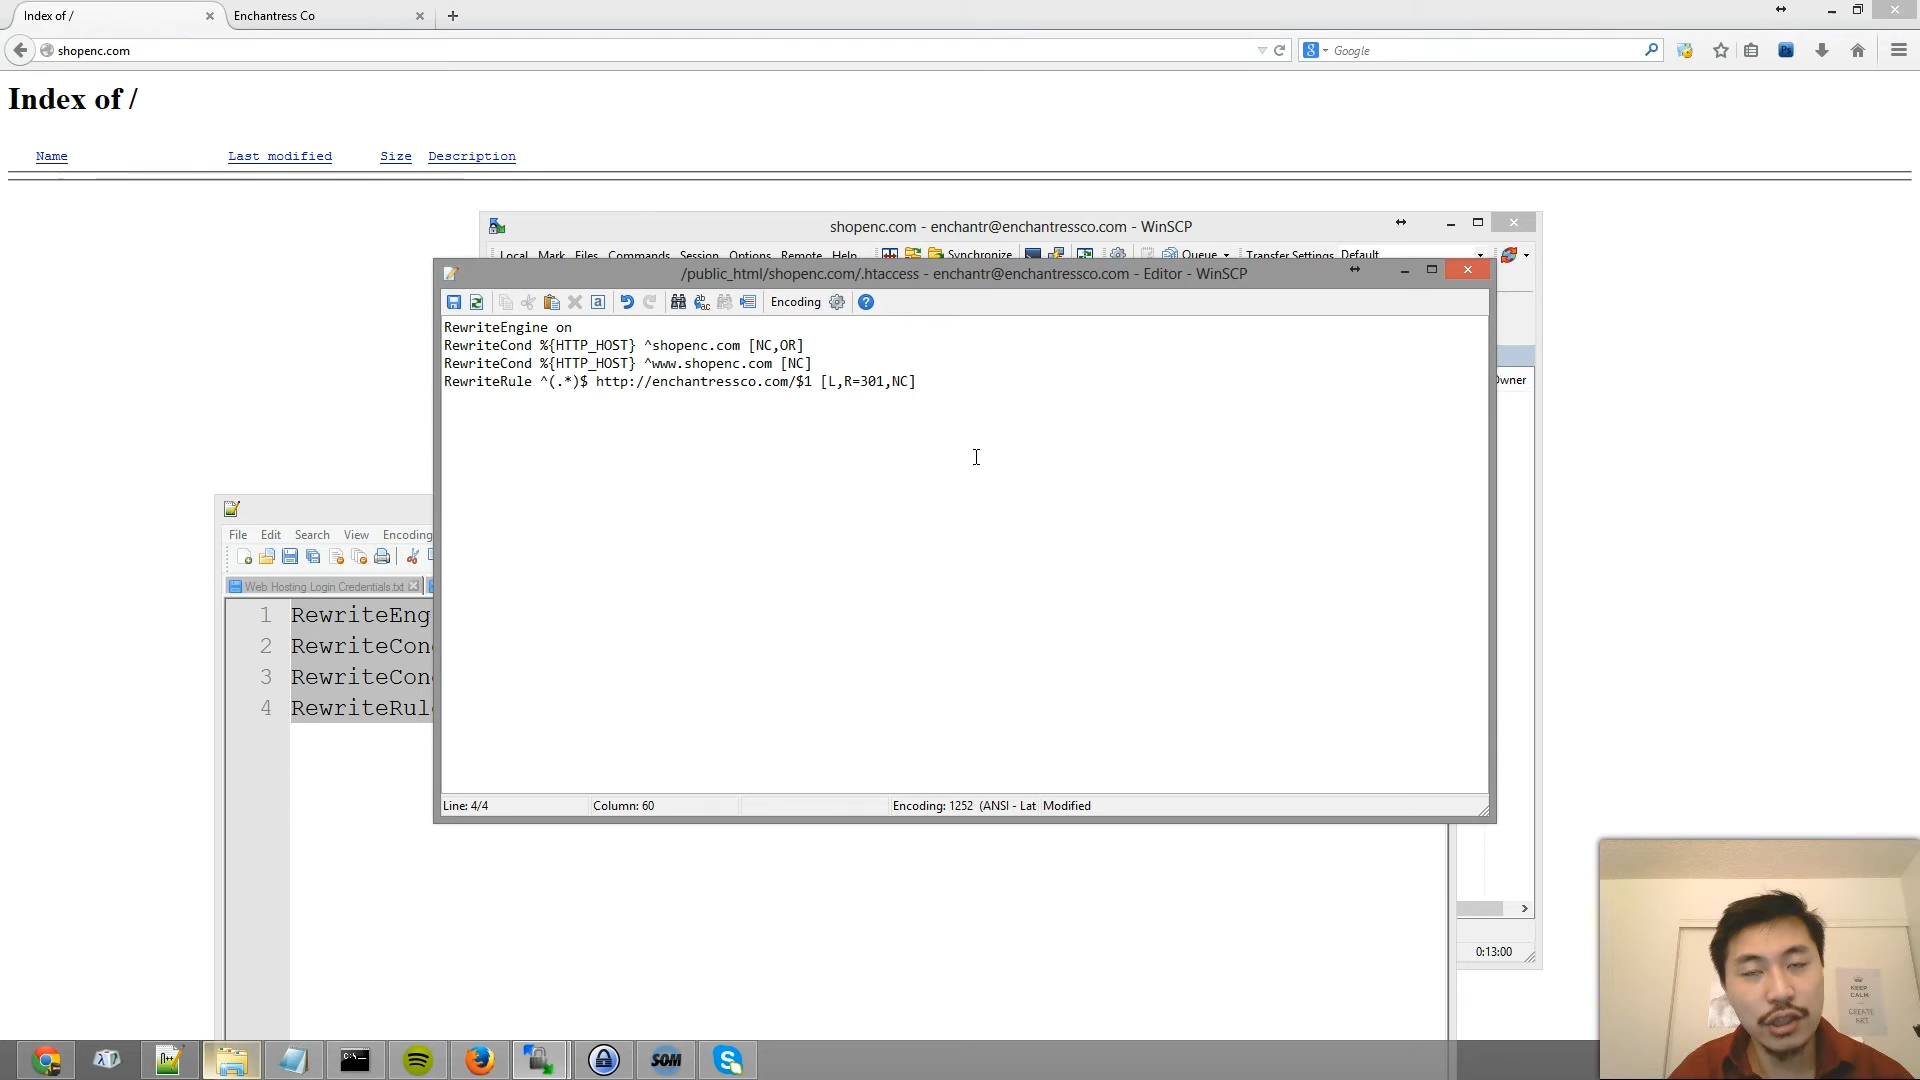 Index of /
Enchantress Co
shopenc.com
Google
Index of /
Name Last modified Size Description
shopenc.com - enchantr@enchantressco.com - WinSCP
Local Mark Files Commands Session Options Remote Help Synchronize Queue Transfer Settings Default
/public_html/shopenc.com/.htaccess - enchantr@enchantressco.com - Editor - WinSCP
Encoding
RewriteEngine on
RewriteCond %{HTTP_HOST} ^shopenc.com [NC,OR]
RewriteCond %{HTTP_HOST} ^www.shopenc.com [NC]
RewriteRule ^(.*)$ http://enchantressco.com/$1 [L,R=301,NC]
Owner
File Edit Search View Encoding
Web Hosting Login Credentials.txt
1 RewriteEng
2 RewriteCon
3 RewriteCon
4 RewriteRul
Line: 4/4 Column: 60 Encoding: 1252 (ANSI - Lat Modified
0:13:00
KEEP
CALM
CREATE
ART
SOM